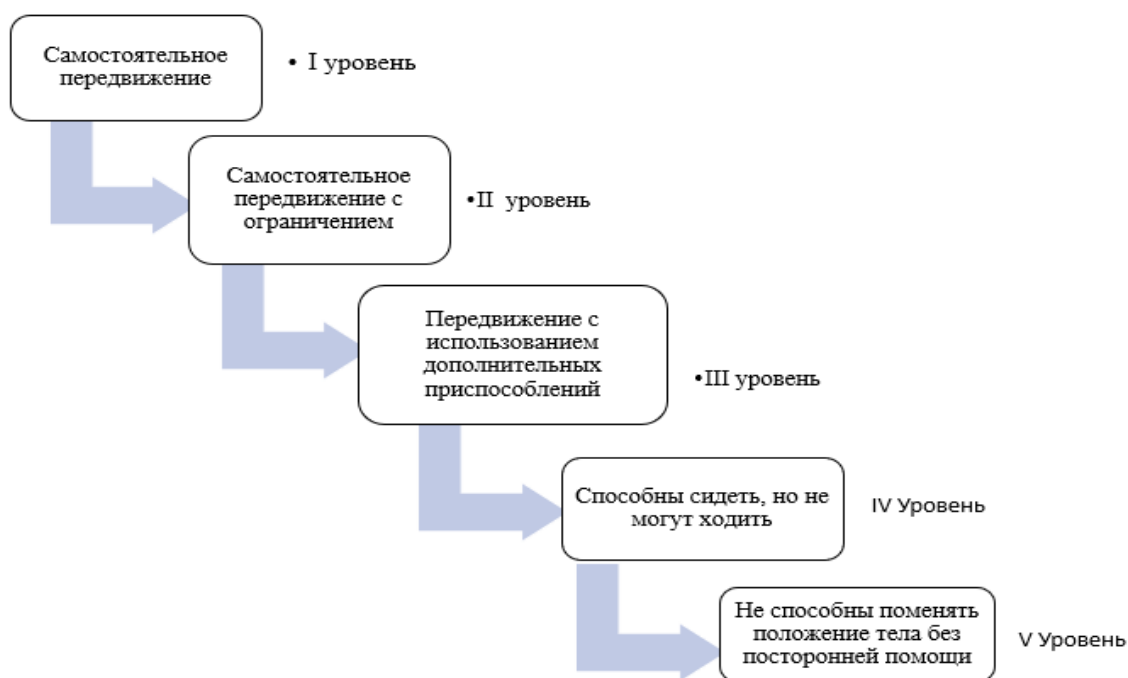 Самостоятельное
передвижение
• I уровень
Самостоятельное
передвижение с
ограничением
•II уровень
Передвижение с
использованием
дополнительных
приспособлений
•III уровень
Способны сидеть, но не
могут ходить
IV Уровень
Не способны поменять
положение тела без
посторонней помощи
V Уровень